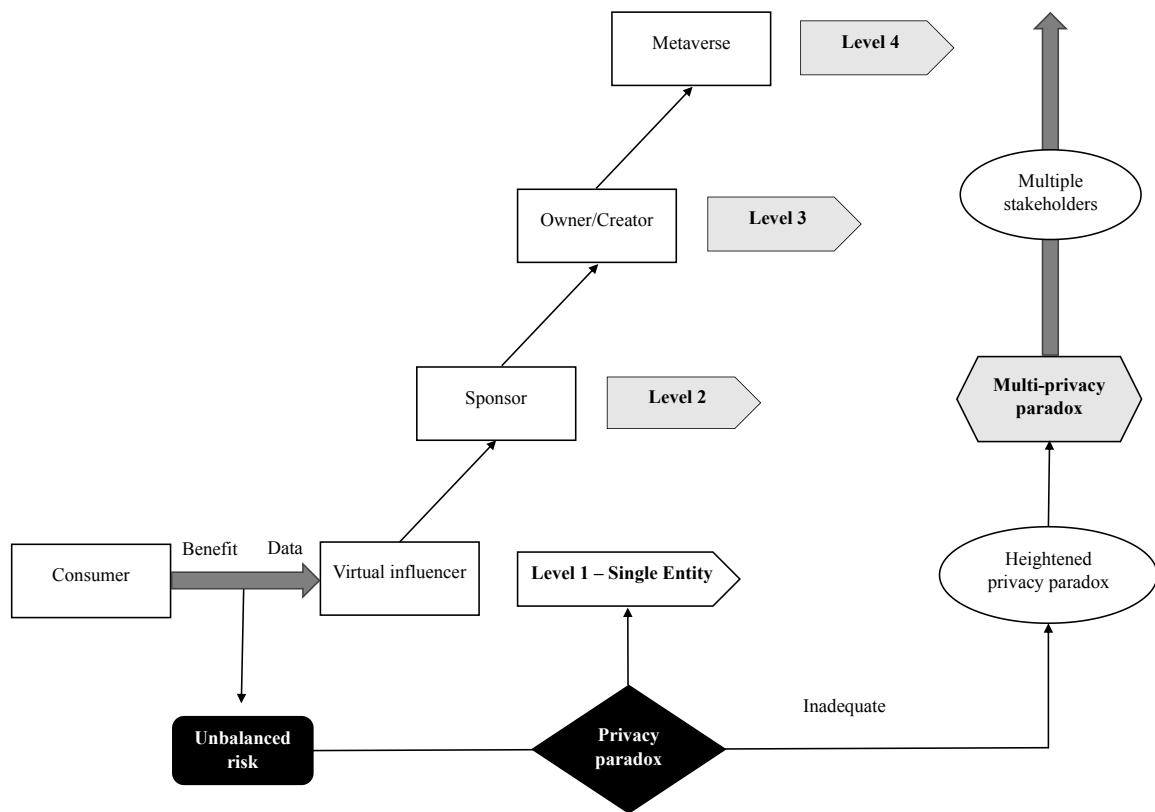 Metaverse
Level 4
Multiple
stakeholders
Owner/Creator
Level 3
Multi-privacy
paradox
Sponsor
Level 2
Benefit
Data
Consumer
Virtual influencer
Level 1 – Single Entity
Heightened
privacy paradox
Inadequate
Unbalanced
risk
Privacy
paradox